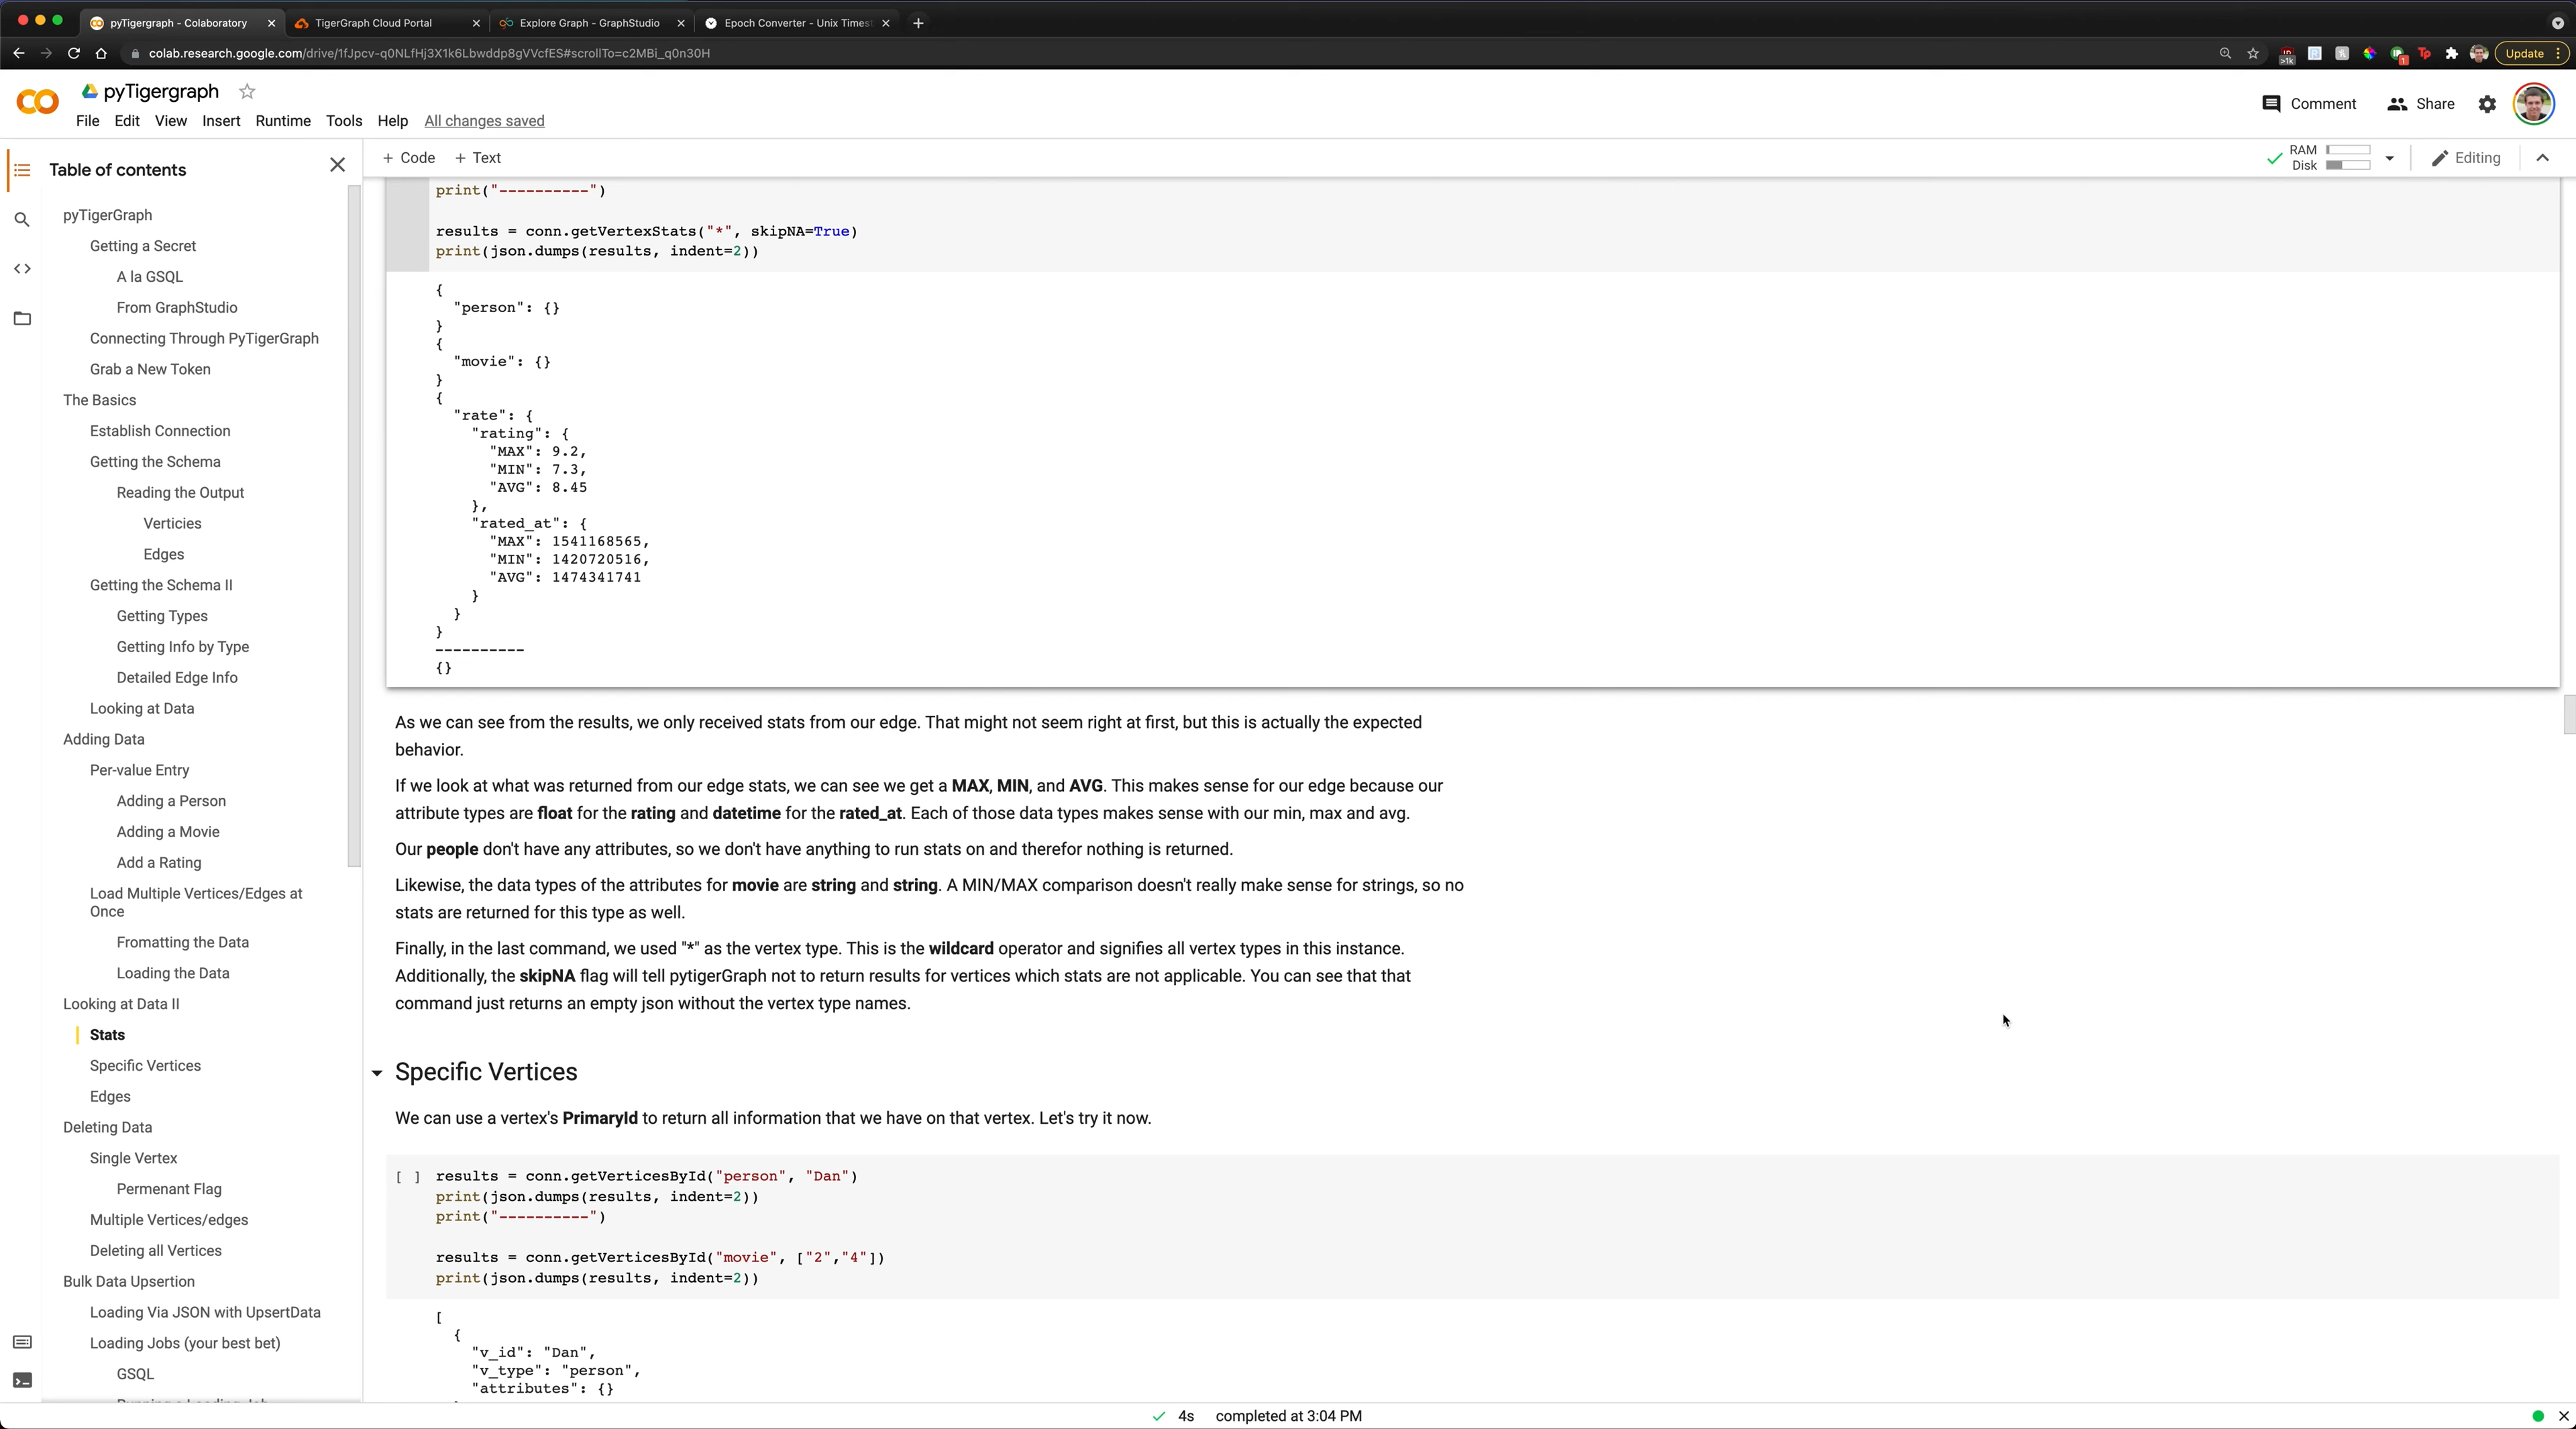 pyTigergraph - Colaboratory
TigerGraph Cloud Portal
Explore Graph - GraphStudio
Epoch Converter - Unix Timest
colab.research.google.com/drive/1fJpcv-q0NLfHj3X1k6Lbwddp8gVVcfES#scrollTo=c2MBi_q0n30H
Update
pyTigergraph
File Edit View Insert Runtime Tools Help All changes saved
Comment
Share
+ Code + Text
RAM
Disk
Editing
Table of contents
pyTigerGraph
Getting a Secret
A la GSQL
From GraphStudio
Connecting Through PyTigerGraph
Grab a New Token
The Basics
Establish Connection
Getting the Schema
Reading the Output
Verticies
Edges
Getting the Schema II
Getting Types
Getting Info by Type
Detailed Edge Info
Looking at Data
Adding Data
Per-value Entry
Adding a Person
Adding a Movie
Add a Rating
Load Multiple Vertices/Edges at
Once
Fromatting the Data
Loading the Data
Looking at Data II
Stats
Specific Vertices
Edges
Deleting Data
Single Vertex
Permenant Flag
Multiple Vertices/edges
Deleting all Vertices
Bulk Data Upsertion
Loading Via JSON with UpsertData
Loading Jobs (your best bet)
GSQL
print("----------")
results = conn.getVertexStats("*", skipNA=True)
print(json.dumps(results, indent=2))
{
"person": {}
}
{
"movie": {}
}
{
"rate": {
"rating": {
"MAX": 9.2,
"MIN": 7.3,
"AVG": 8.45
},
"rated_at": {
"MAX": 1541168565,
"MIN": 1420720516,
"AVG": 1474341741
}
}
}
----------
{}
As we can see from the results, we only received stats from our edge. That might not seem right at first, but this is actually the expected
behavior.
If we look at what was returned from our edge stats, we can see we get a MAX, MIN, and AVG. This makes sense for our edge because our
attribute types are float for the rating and datetime for the rated_at. Each of those data types makes sense with our min, max and avg.
Our people don't have any attributes, so we don't have anything to run stats on and therefor nothing is returned.
Likewise, the data types of the attributes for movie are string and string. A MIN/MAX comparison doesn't really make sense for strings, so no
stats are returned for this type as well.
Finally, in the last command, we used "*" as the vertex type. This is the wildcard operator and signifies all vertex types in this instance.
Additionally, the skipNA flag will tell pytigerGraph not to return results for vertices which stats are not applicable. You can see that that
command just returns an empty json without the vertex type names.
Specific Vertices
We can use a vertex's PrimaryId to return all information that we have on that vertex. Let's try it now.
[ ] results = conn.getVerticesById("person", "Dan")
print(json.dumps(results, indent=2))
print("----------")
results = conn.getVerticesById("movie", ["2","4"])
print(json.dumps(results, indent=2))
[
{
"v_id": "Dan",
"v_type": "person",
"attributes": {}
4s completed at 3:04 PM